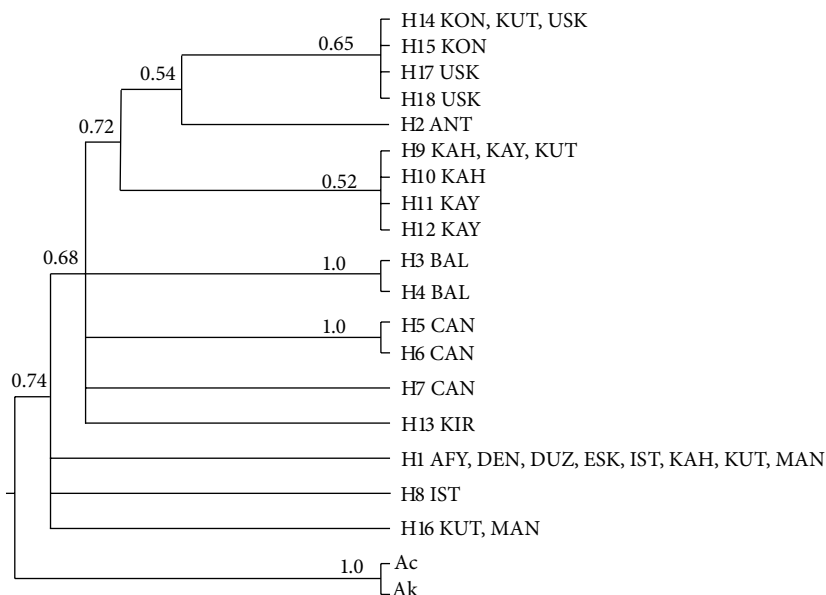 H14 KON, KUT, USK
0.65
H15 KON
H17 USK
0.54
H18 USK
H2 ANT
0.72
H9 KAH, KAY, KUT
H10 KAH
0.52
H11 KAY
H12 KAY
0.68
H3 BAL
1.0
H4 BAL
H5 CAN
1.0
H6 CAN
0.74
H7 CAN
H13 KIR
H1 AFY, DEN, DUZ, ESK, IST, KAH, KUT, MAN
H8 IST
H16 KUT, MAN
Ac
1.0
Ak